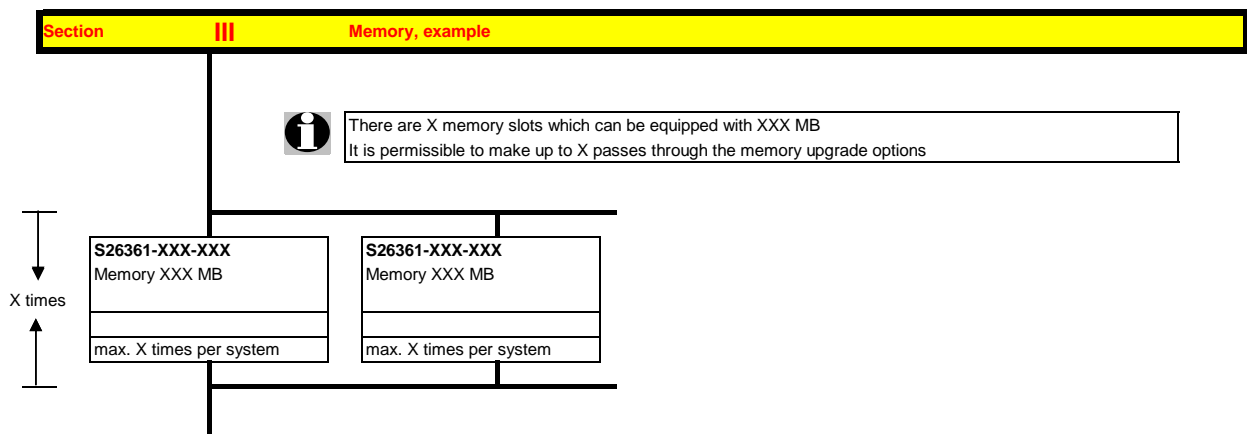 Section III Memory, example
There are X memory slots which can be equipped with XXX MB
It is permissible to make up to X passes through the memory upgrade options
S26361-XXX-XXX
Memory XXX MB
max. X times per system
S26361-XXX-XXX
Memory XXX MB
max. X times per system
X times